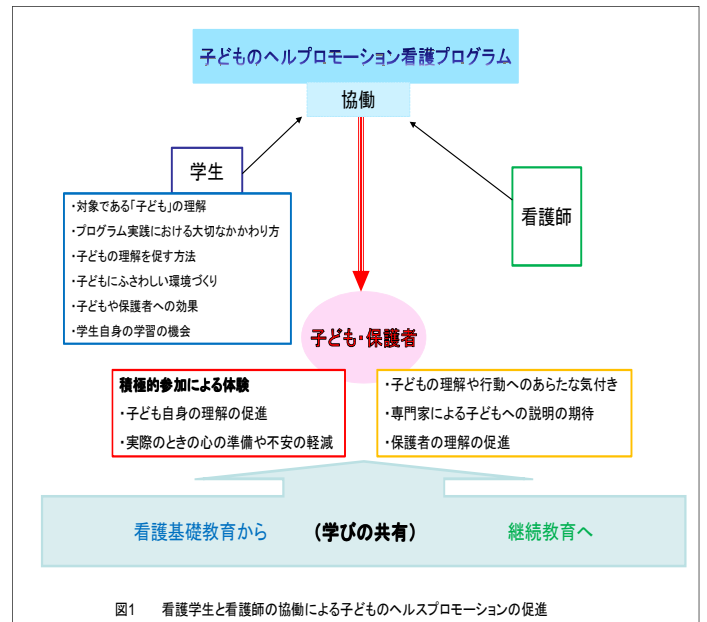 子どものヘルプロモーション看護プログラム
協働
学生
看護師
・対象である「子ども」の理解
・プログラム実践における大切なかかわり方
・子どもの理解を促す方法
・子どもにふさわしい環境づくり
・子どもや保護者への効果
・学生自身の学習の機会
子ども・保護者
積極的参加による体験
・子ども自身の理解の促進
・実際のときの心の準備や不安の軽減
・子どもの理解や行動へのあらたな気付き
・専門家による子どもへの説明の期待
・保護者の理解の促進
看護基礎教育から (学びの共有) 継続教育へ
図1 看護学生と看護師の協働による子どものヘルスプロモーションの促進